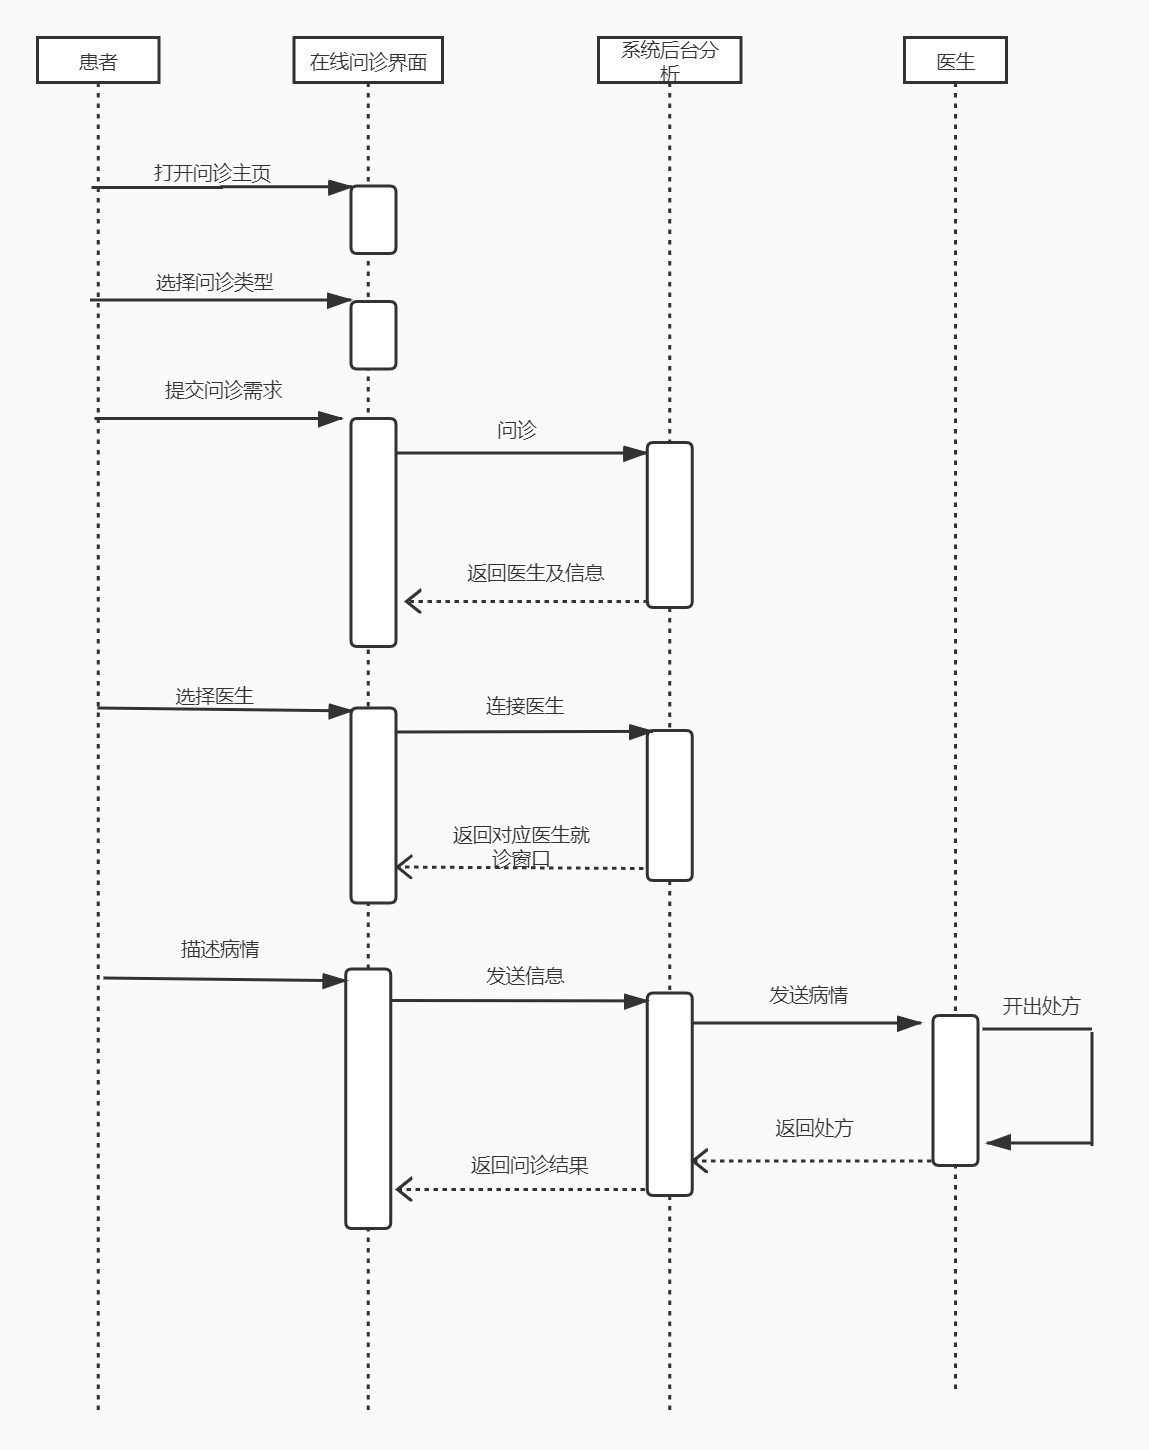 患者
在线问诊界面
系统后台分
析
医生
打开问诊主页
选择问诊类型
提交问诊需求
问诊
返回医生及信息
选择医生
连接医生
返回对应医生就
诊窗口
描述病情
发送信息
发送病情
开出处方
返回处方
返回问诊结果